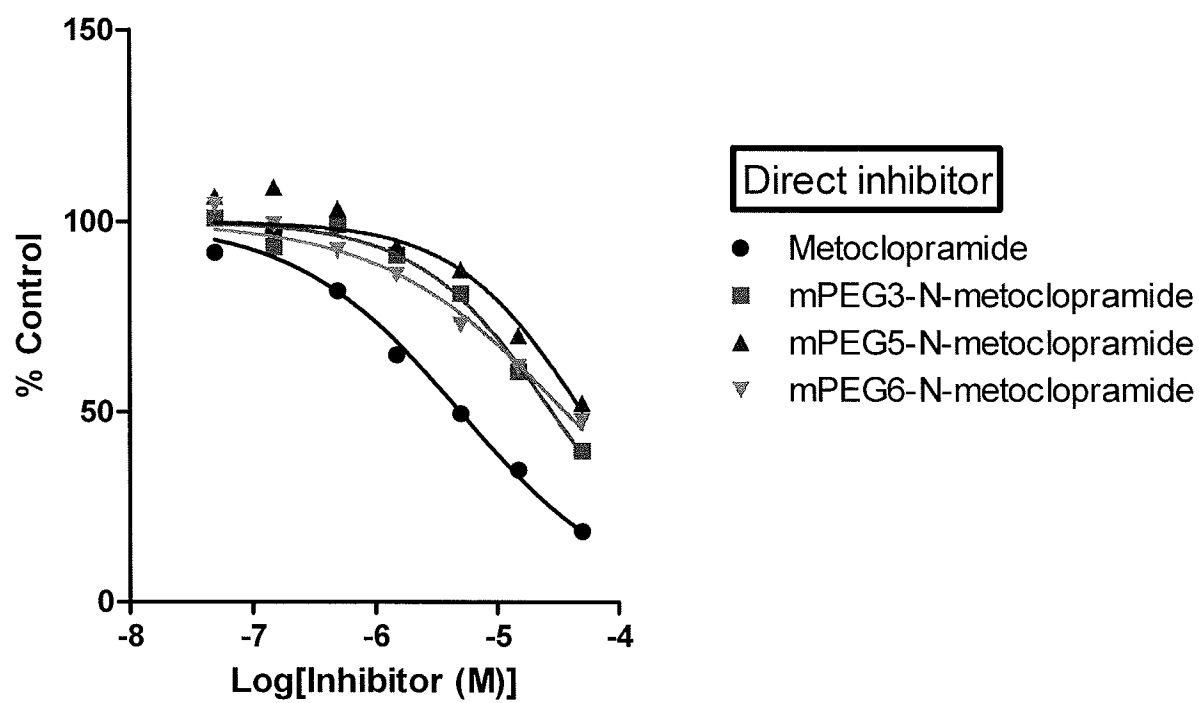 150
100
50
0
% Control
-8
-7
-6
-5
-4
Log[Inhibitor (M)]
Direct inhibitor
Metoclopramide
mPEG3-N-metoclopramide
mPEG5-N-metoclopramide
mPEG6-N-metoclopramide